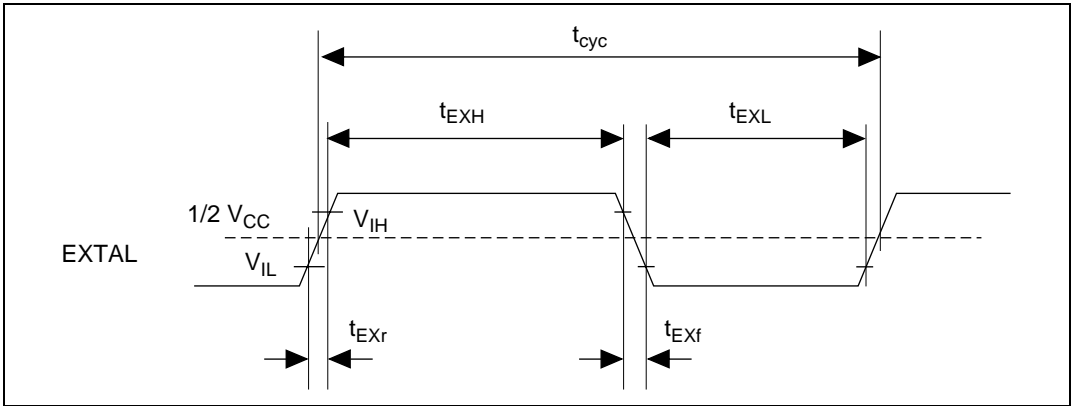 tcyc
tEXH
tEXL
1/2 VCC
VIH
EXTAL
VIL
tEXr
tEXf